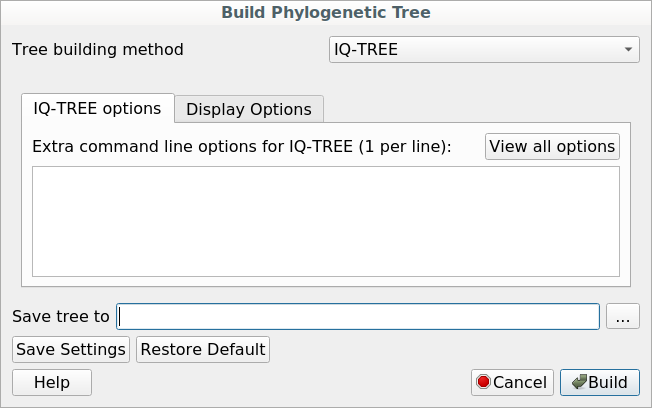 Build Phylogenetic Tree
Tree building method IQ-TREE
IQ-TREE options Display Options
Extra command line options for IQ-TREE (1 per line): View all options
Save tree to ...
Save Settings Restore Default
Help Cancel Build